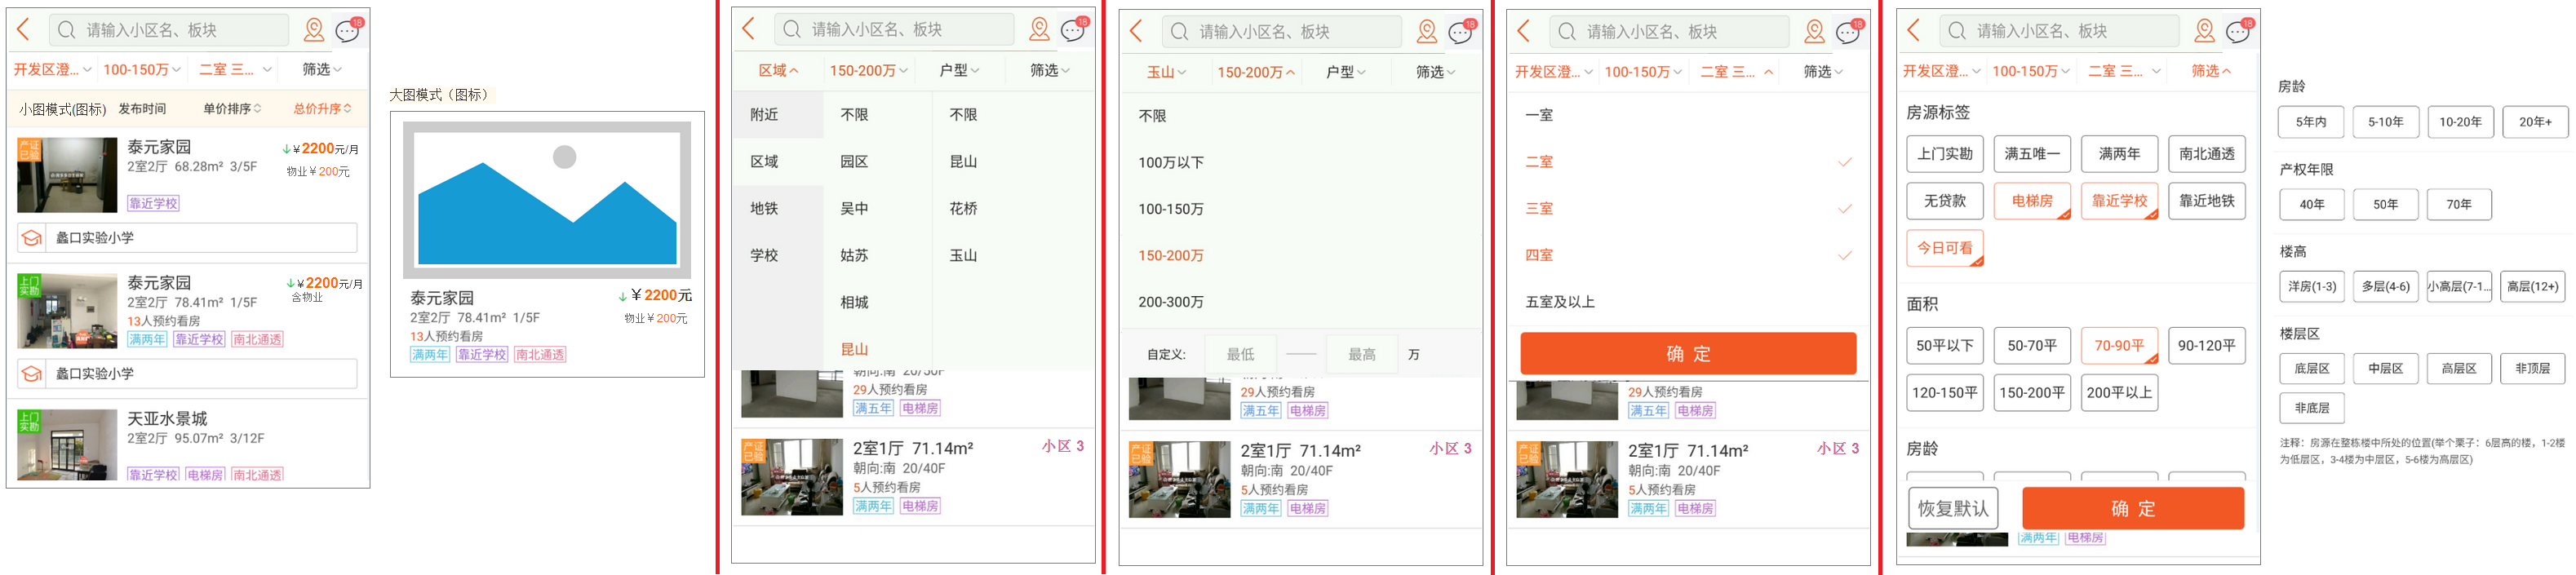 请输入小区名、板块
18
开发区澄... 100-150万 二室 三... 筛选
小图模式(图标) 发布时间 单价排序 总价升序
产证已验
泰元家园
↓¥2200元/月
2室2厅 68.28m² 3/5F
物业¥200元
靠近学校
蠡口实验小学
上门实勘
泰元家园
↓¥2200元/月
2室2厅 78.41m² 1/5F
含物业
13人预约看房
满两年 靠近学校 南北通透
蠡口实验小学
上门实勘
天亚水景城
2室2厅 95.07m² 3/12F
靠近学校 电梯房 南北通透
大图模式（图标）
泰元家园
↓¥2200元
2室2厅 78.41m² 1/5F
物业¥200元
13人预约看房
满两年 靠近学校 南北通透
请输入小区名、板块
18
区域 150-200万 户型 筛选
附近 不限 不限
区域 园区 昆山
地铁 吴中 花桥
学校 姑苏 玉山
相城
昆山
朝向:南 20/30F
29人预约看房
满五年 电梯房
产证已验
2室1厅 71.14m² 小区 3
朝向:南 20/40F
5人预约看房
满两年 电梯房
请输入小区名、板块
18
玉山 150-200万 户型 筛选
不限
100万以下
100-150万
150-200万
200-300万
自定义: 最低 —— 最高 万
29人预约看房
满五年 电梯房
产证已验
2室1厅 71.14m² 小区 3
朝向:南 20/40F
5人预约看房
满两年 电梯房
请输入小区名、板块
18
开发区澄... 100-150万 二室 三... 筛选
一室
二室
三室
四室
五室及以上
确 定
29人预约看房
满五年 电梯房
产证已验
2室1厅 71.14m² 小区 3
朝向:南 20/40F
5人预约看房
满两年 电梯房
请输入小区名、板块
18
开发区澄... 100-150万 二室 三... 筛选
房源标签
上门实勘 满五唯一 满两年 南北通透
无贷款 电梯房 靠近学校 靠近地铁
今日可看
面积
50平以下 50-70平 70-90平 90-120平
120-150平 150-200平 200平以上
房龄
恢复默认 确 定
满两年 电梯房
房龄
5年内 5-10年 10-20年 20年+
产权年限
40年 50年 70年
楼高
洋房(1-3) 多层(4-6) 小高层(7-1... 高层(12+)
楼层区
底层区 中层区 高层区 非顶层
非底层
注释：房源在整栋楼中所处的位置(举个栗子：6层高的楼，1-2楼
为低层区，3-4楼为中层区，5-6楼为高层区)